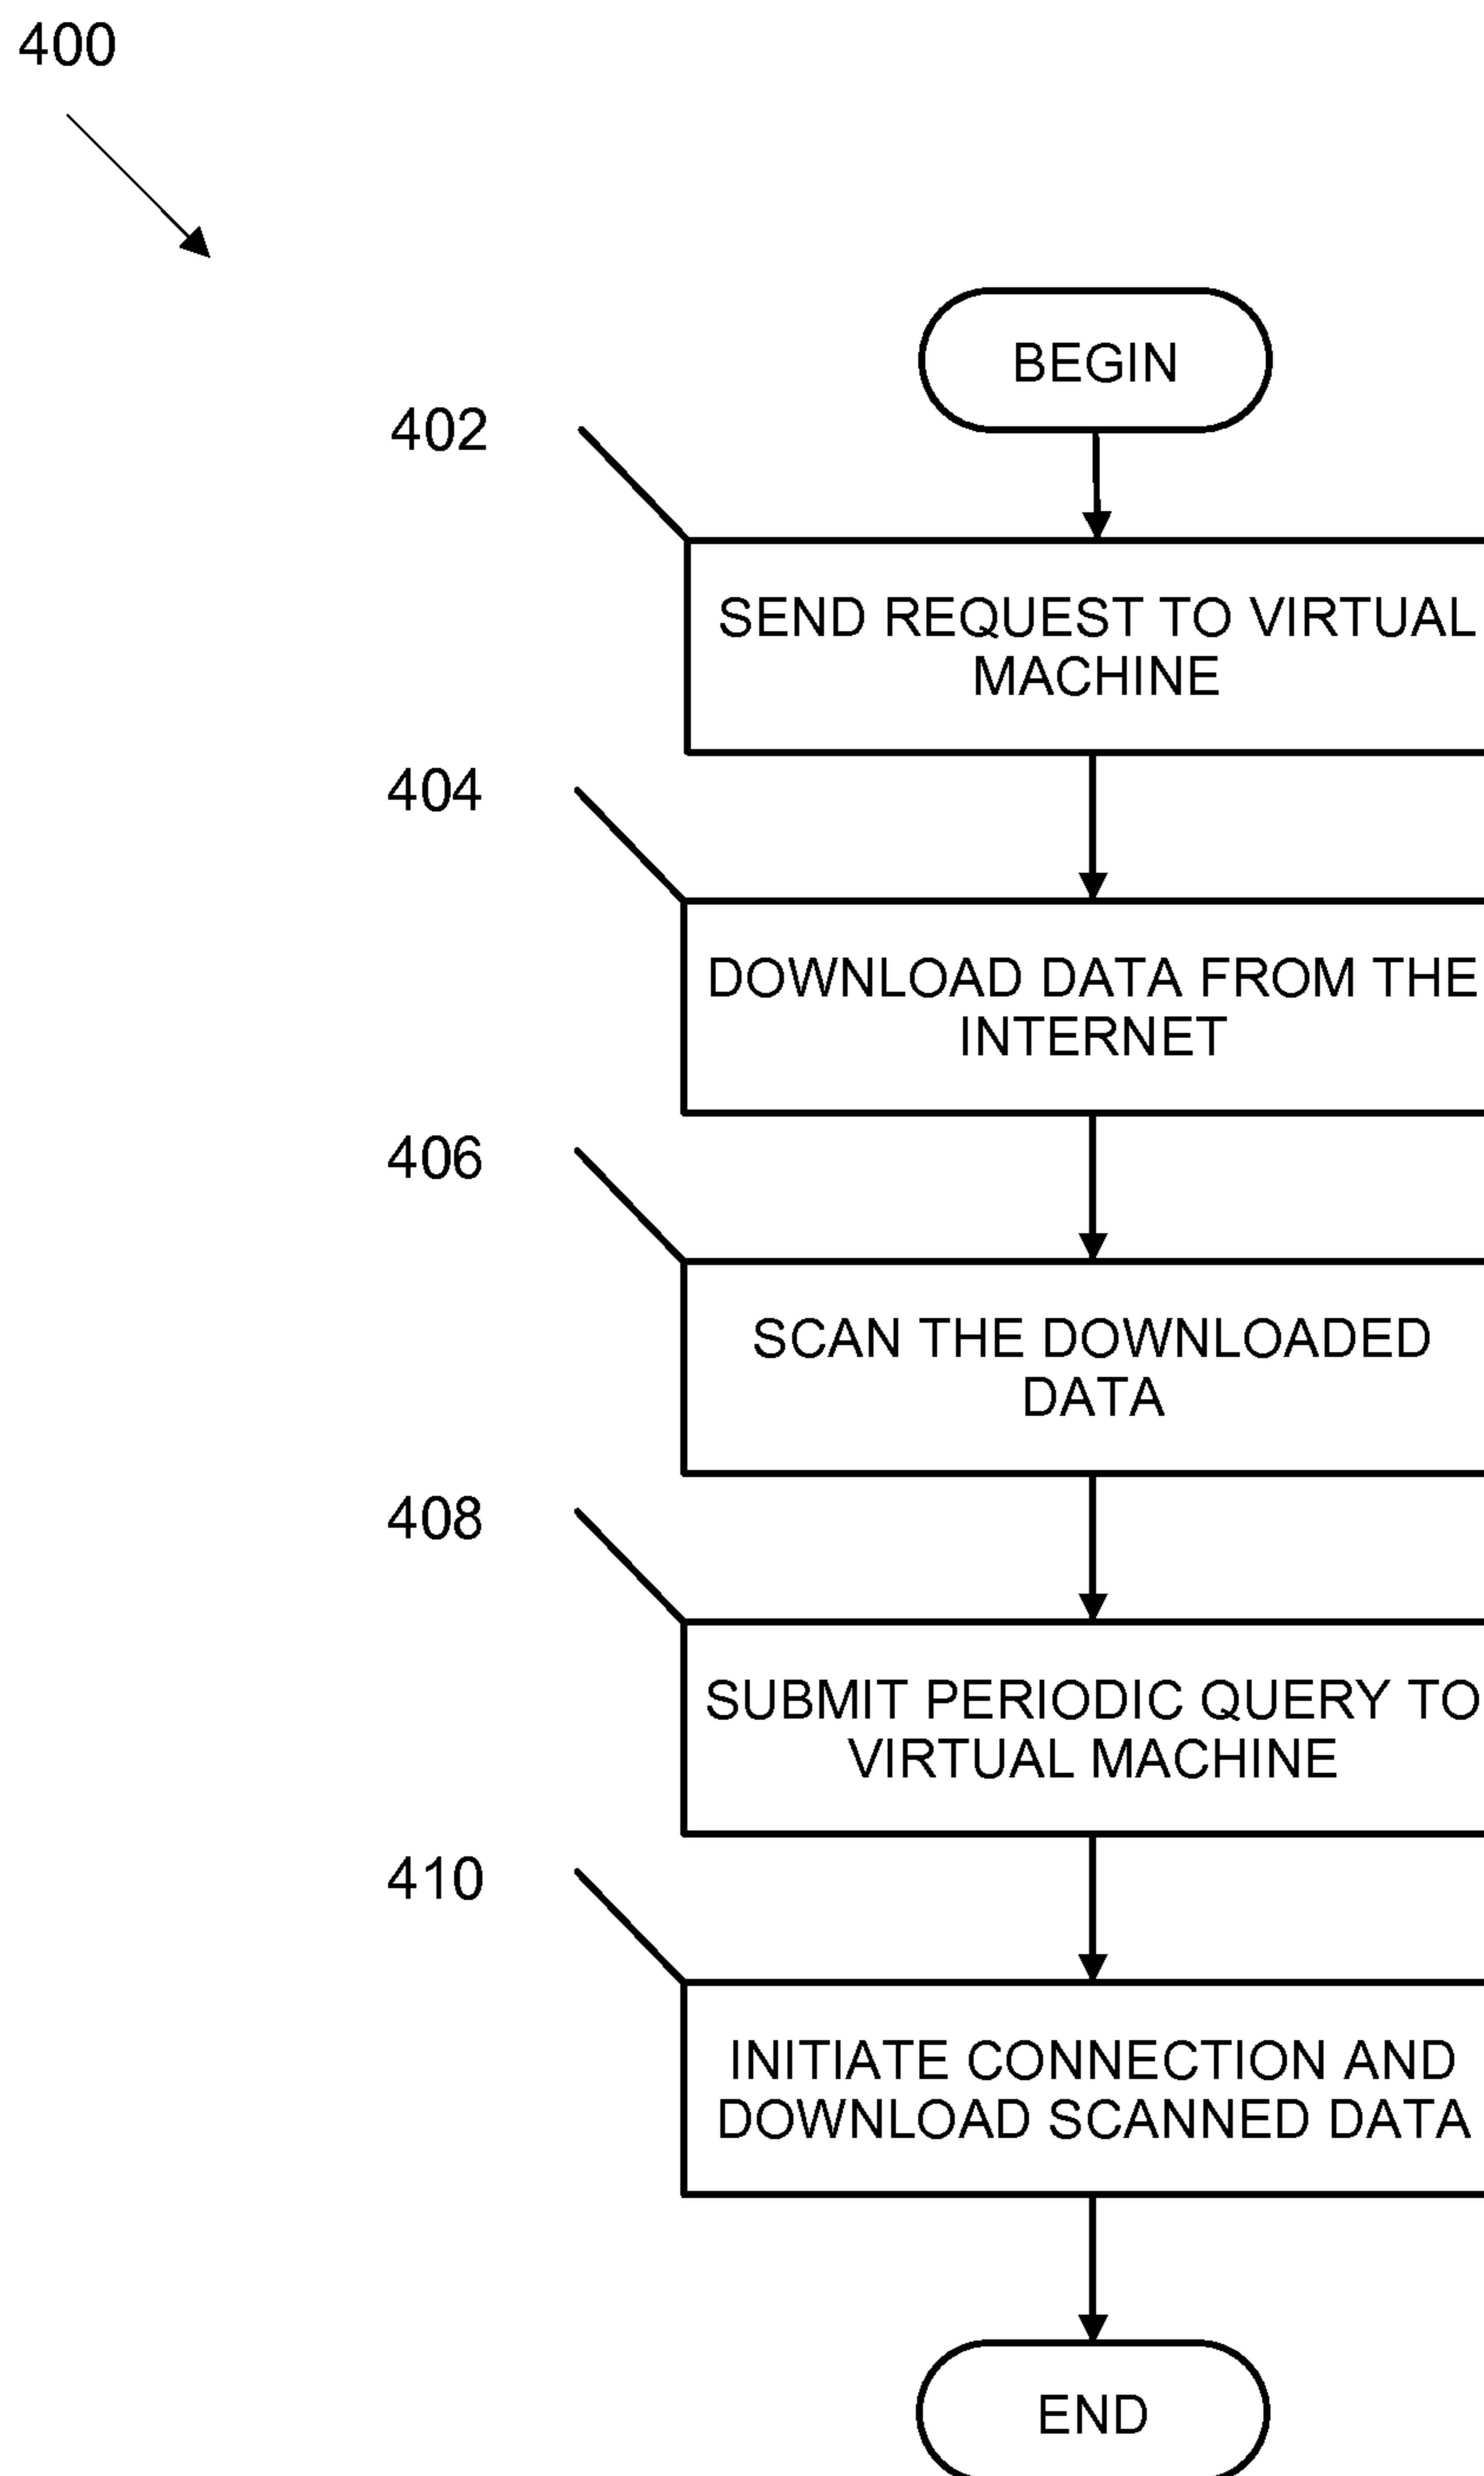 400
BEGIN
402
SEND REQUEST TO VIRTUAL
MACHINE
404
DOWNLOAD DATA FROM THE
INTERNET
406
SCAN THE DOWNLOADED
DATA
408
SUBMIT PERIODIC QUERY TO
VIRTUAL MACHINE
410
INITIATE CONNECTION AND
DOWNLOAD SCANNED DATA
END